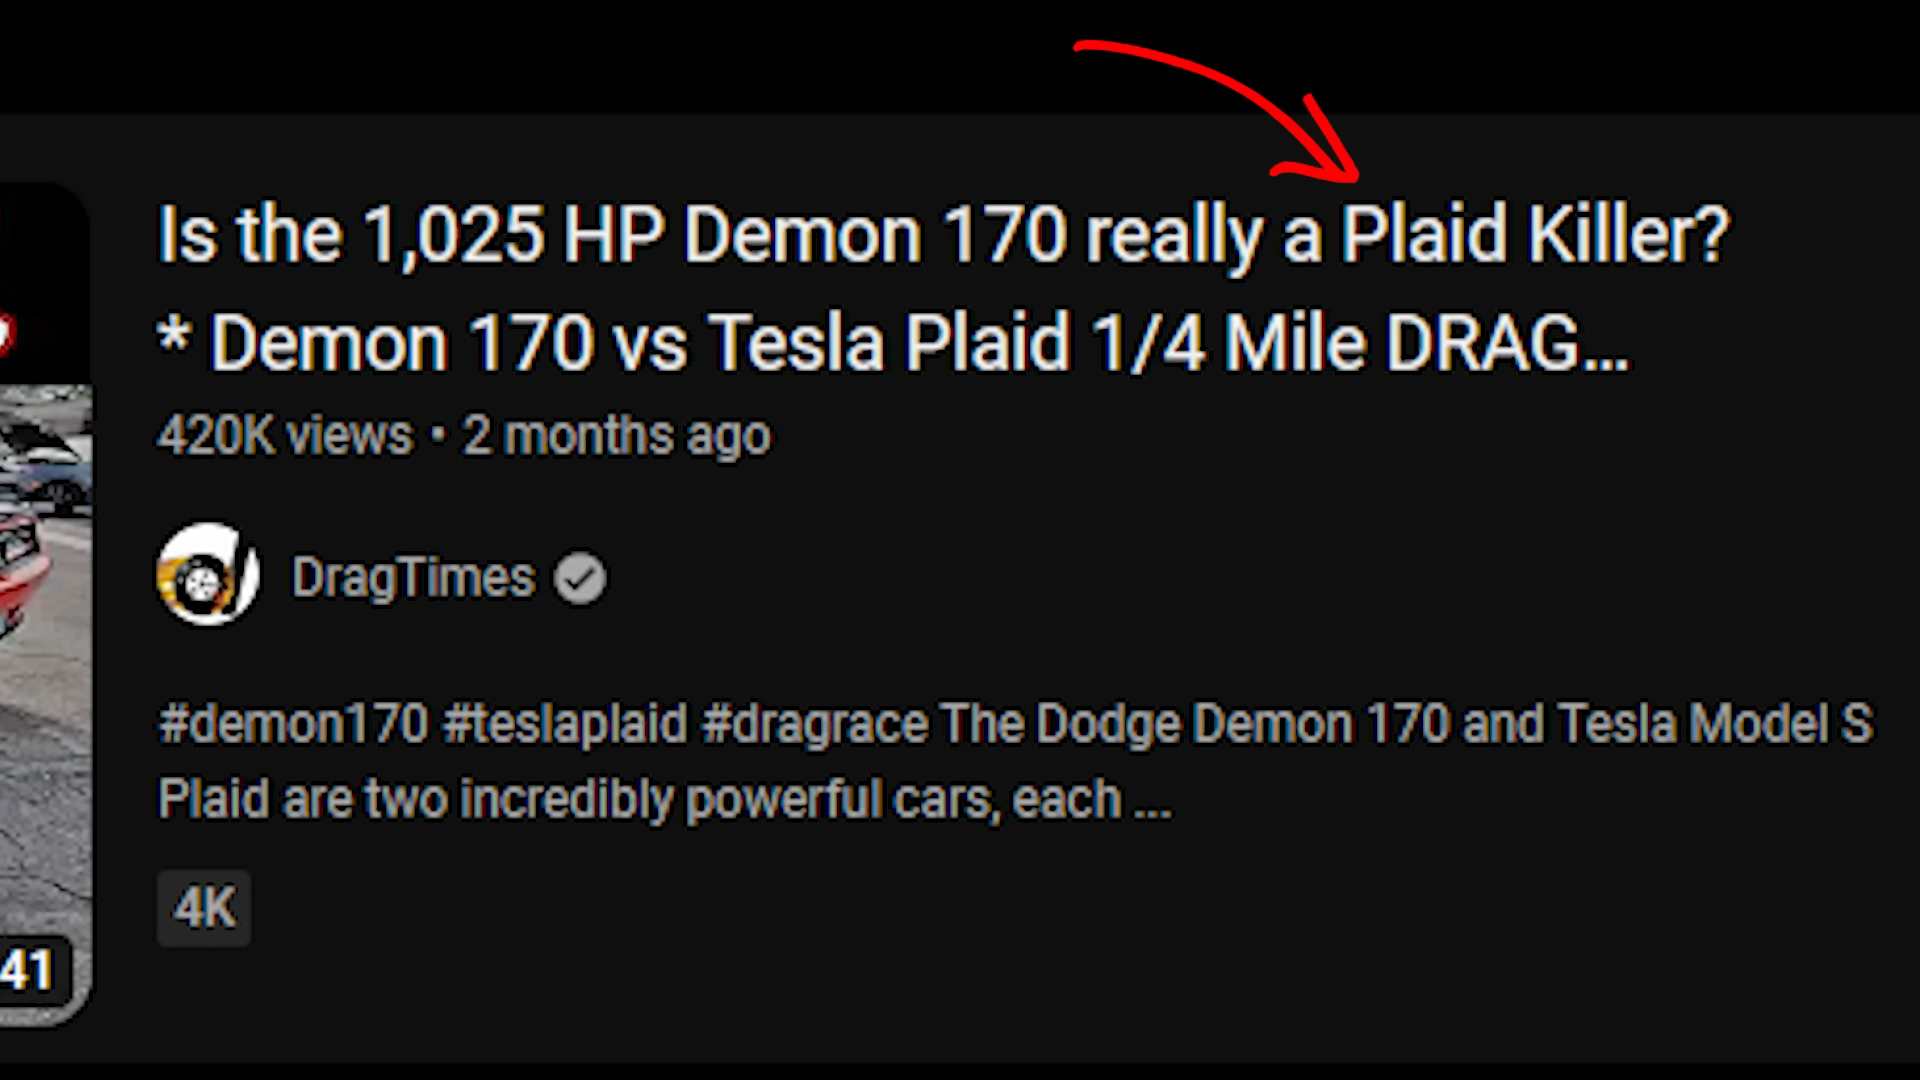 Is the 1,025 HP Demon 170 really a Plaid Killer?
* Demon 170 vs Tesla Plaid 1/4 Mile DRAG...
420K views • 2 months ago
DragTimes
#demon170 #teslaplaid #dragrace The Dodge Demon 170 and Tesla Model S
Plaid are two incredibly powerful cars, each ...
4K
41